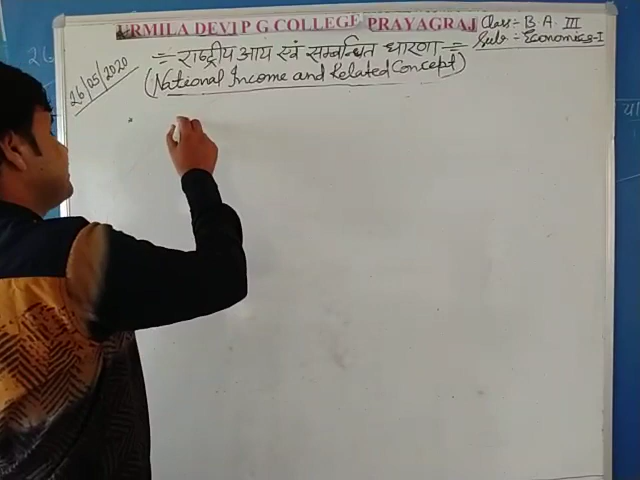 URMILA DEVI P G COLLEGE PRAYAGRAJ
Class:- B.A. III
Sub:- Economics-I
26/05/2020
राष्ट्रीय आय एवं सम्बन्धित धारणा
(National Income and Related Concept)
26